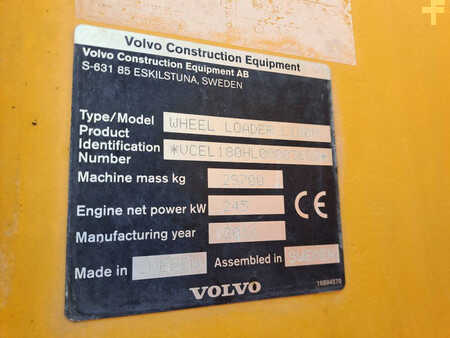 Volvo Construction Equipment
Volvo Construction Equipment AB
S-631 85 ESKILSTUNA, SWEDEN
Type/Model WHEEL LOADER
Product
Identification
Number
Machine mass kg
Engine net power kW 245
Manufacturing year
Made in Assembled in
CE
VOLVO